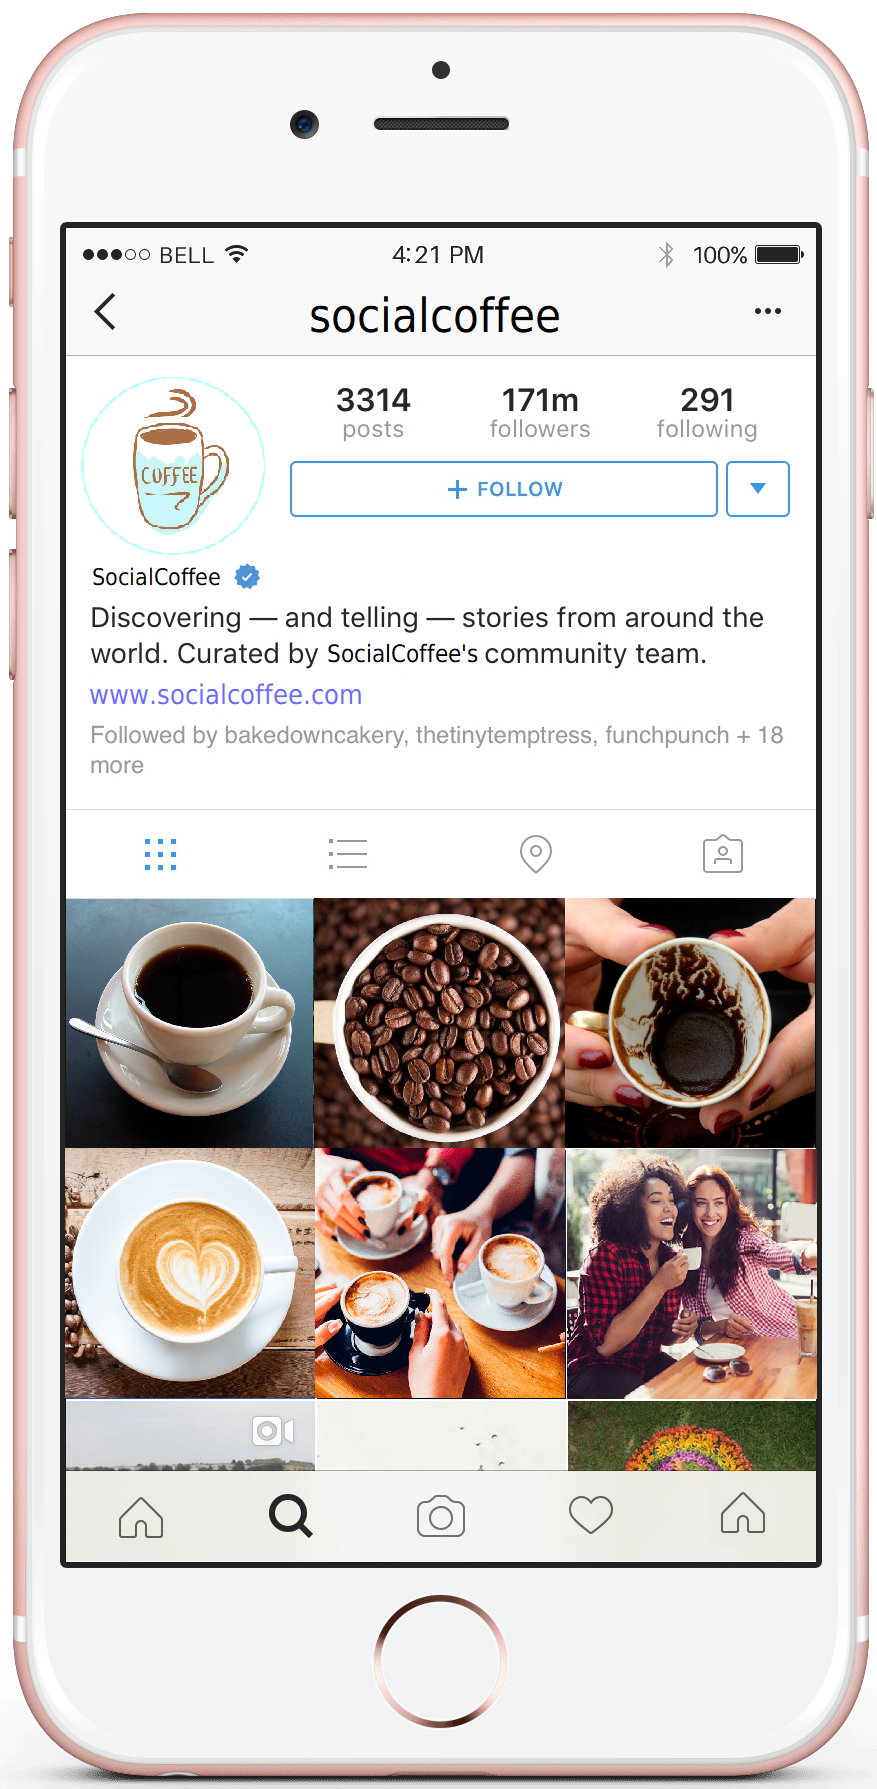 BELL 4:21 PM 100%
socialcoffee
3314 171m 291
posts followers following
COFFEE
+ FOLLOW
SocialCoffee
Discovering — and telling — stories from around the
world. Curated by SocialCoffee's community team.
www.socialcoffee.com
Followed by bakedowncakery, thetinytemptress, funchpunch + 18
more